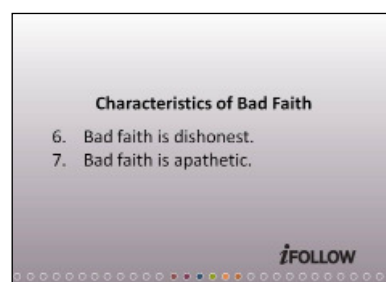 Characteristics of Bad Faith
6. Bad faith is dishonest.
7. Bad faith is apathetic.
iFOLLOW